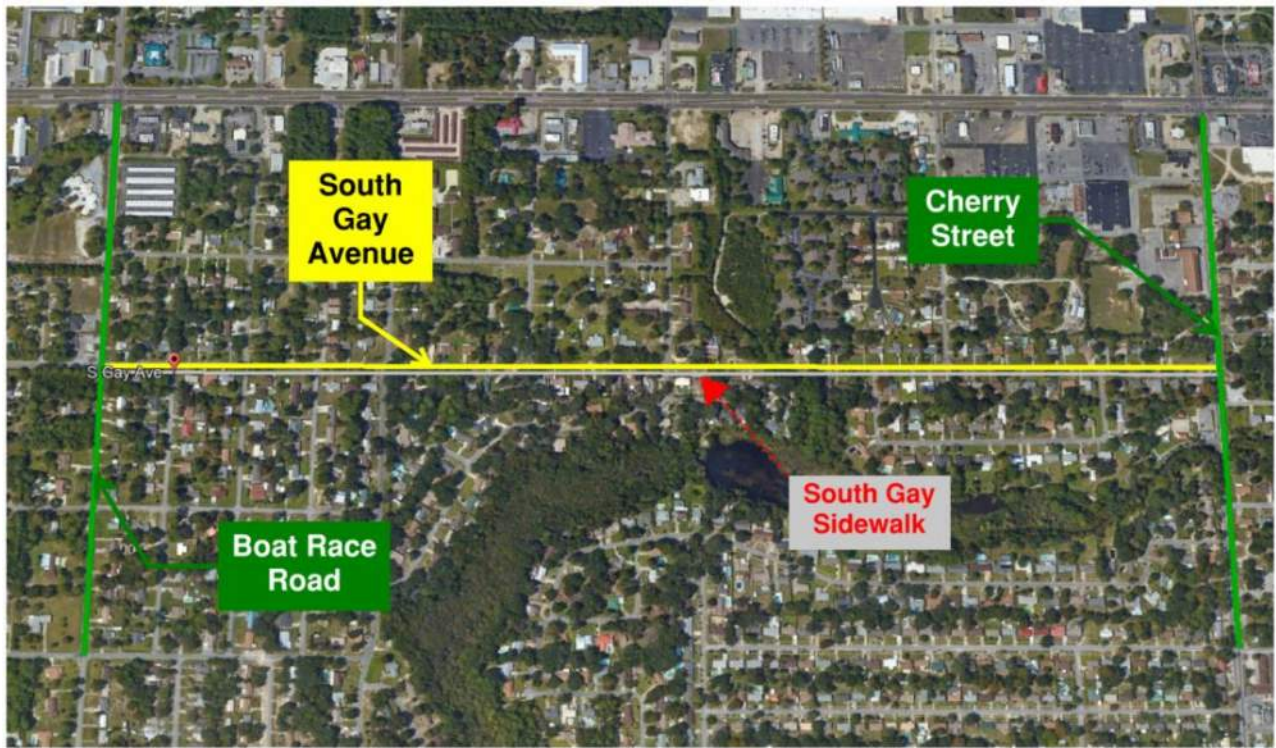 South
Gay
Avenue
Cherry
Street
S Gay Ave
South Gay
Sidewalk
Boat Race
Road